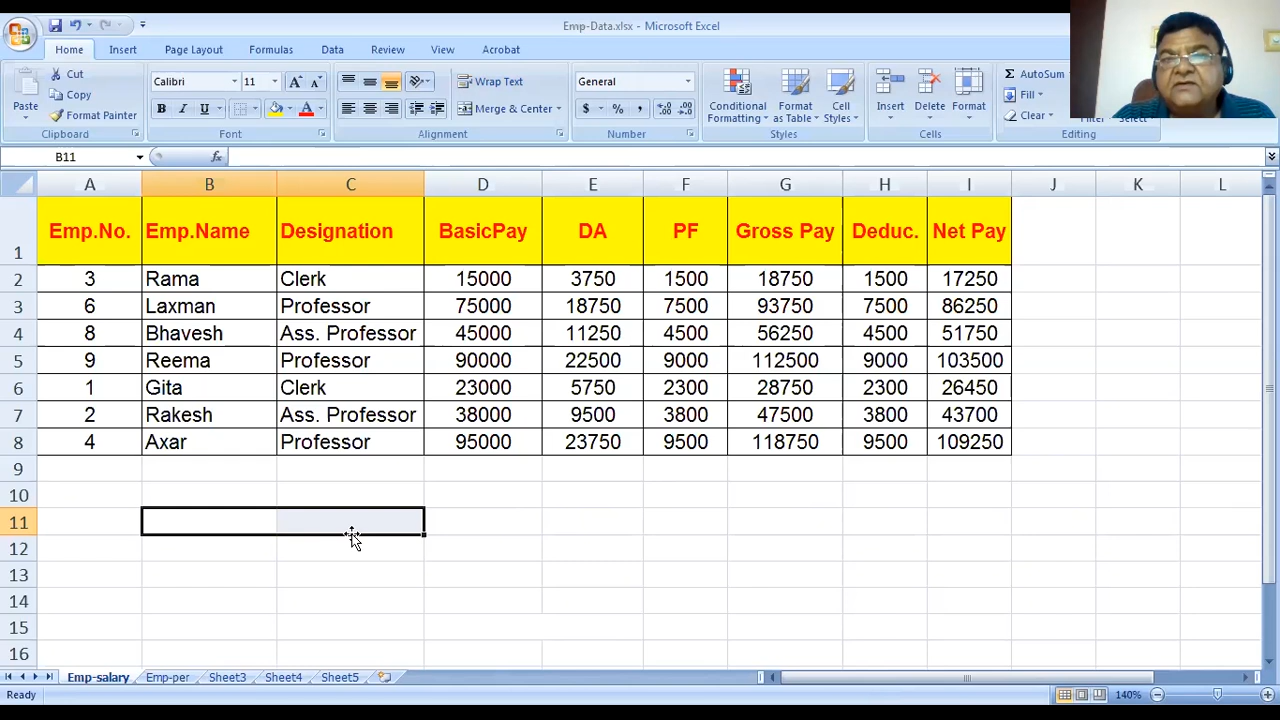 Emp-Data.xlsx - Microsoft Excel
Home Insert Page Layout Formulas Data Review View Acrobat
Paste
Cut
Copy
Format Painter
Clipboard
Calibri 11
B I U
Font
Wrap Text
Merge & Center
Alignment
General
$ % ,
Number
Conditional Formatting
Format as Table
Cell Styles
Styles
Insert Delete Format
Cells
AutoSum
Fill
Clear
Editing
B11 fx
A B C D E F G H I J K L
1 Emp.No. Emp.Name Designation BasicPay DA PF Gross Pay Deduc. Net Pay
2 3 Rama Clerk 15000 3750 1500 18750 1500 17250
3 6 Laxman Professor 75000 18750 7500 93750 7500 86250
4 8 Bhavesh Ass. Professor 45000 11250 4500 56250 4500 51750
5 9 Reema Professor 90000 22500 9000 112500 9000 103500
6 1 Gita Clerk 23000 5750 2300 28750 2300 26450
7 2 Rakesh Ass. Professor 38000 9500 3800 47500 3800 43700
8 4 Axar Professor 95000 23750 9500 118750 9500 109250
9
10
11
12
13
14
15
16
Emp-salary Emp-per Sheet3 Sheet4 Sheet5
Ready 140%